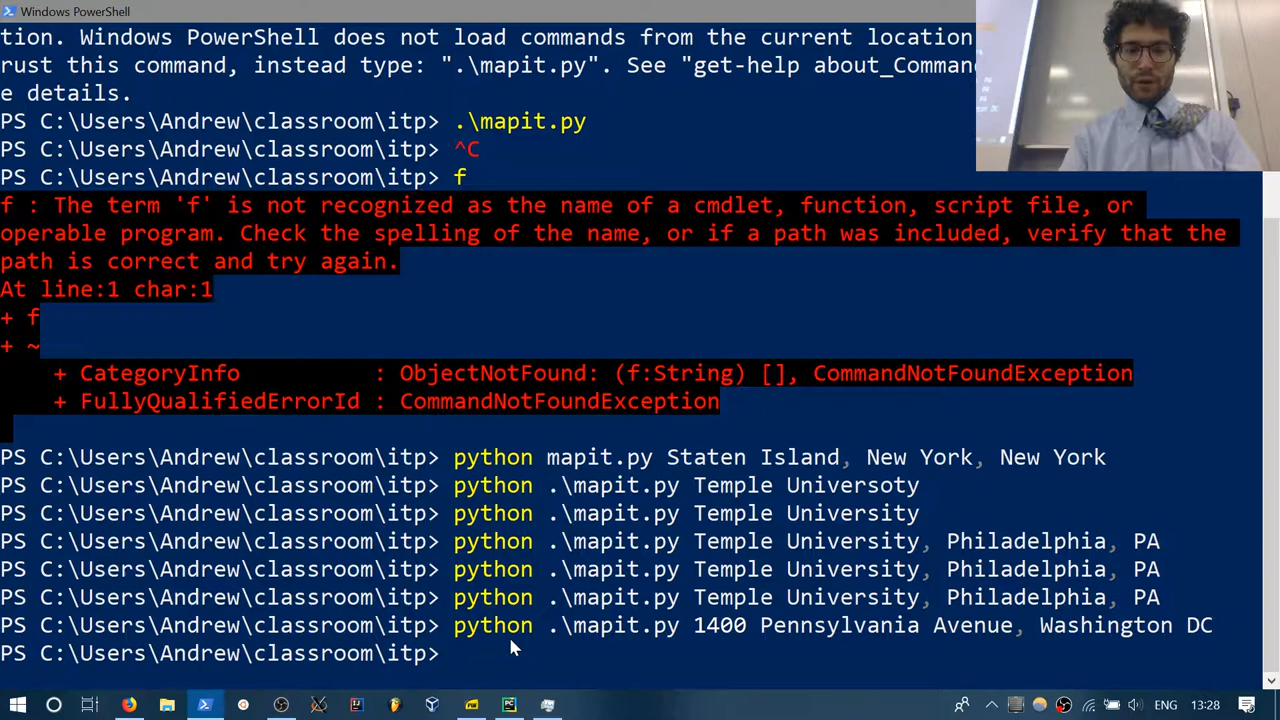 Windows PowerShell
tion. Windows PowerShell does not load commands from the current location
rust this command, instead type: ".\mapit.py". See "get-help about_Comman
e details.
PS C:\Users\Andrew\classroom\itp> .\mapit.py
PS C:\Users\Andrew\classroom\itp> ^C
PS C:\Users\Andrew\classroom\itp> f
f : The term 'f' is not recognized as the name of a cmdlet, function, script file, or
operable program. Check the spelling of the name, or if a path was included, verify that the
path is correct and try again.
At line:1 char:1
+ f
+ ~
+ CategoryInfo : ObjectNotFound: (f:String) [], CommandNotFoundException
+ FullyQualifiedErrorId : CommandNotFoundException
PS C:\Users\Andrew\classroom\itp> python mapit.py Staten Island, New York, New York
PS C:\Users\Andrew\classroom\itp> python .\mapit.py Temple Universoty
PS C:\Users\Andrew\classroom\itp> python .\mapit.py Temple University
PS C:\Users\Andrew\classroom\itp> python .\mapit.py Temple University, Philadelphia, PA
PS C:\Users\Andrew\classroom\itp> python .\mapit.py Temple University, Philadelphia, PA
PS C:\Users\Andrew\classroom\itp> python .\mapit.py Temple University, Philadelphia, PA
PS C:\Users\Andrew\classroom\itp> python .\mapit.py 1400 Pennsylvania Avenue, Washington DC
PS C:\Users\Andrew\classroom\itp>
ENG 13:28